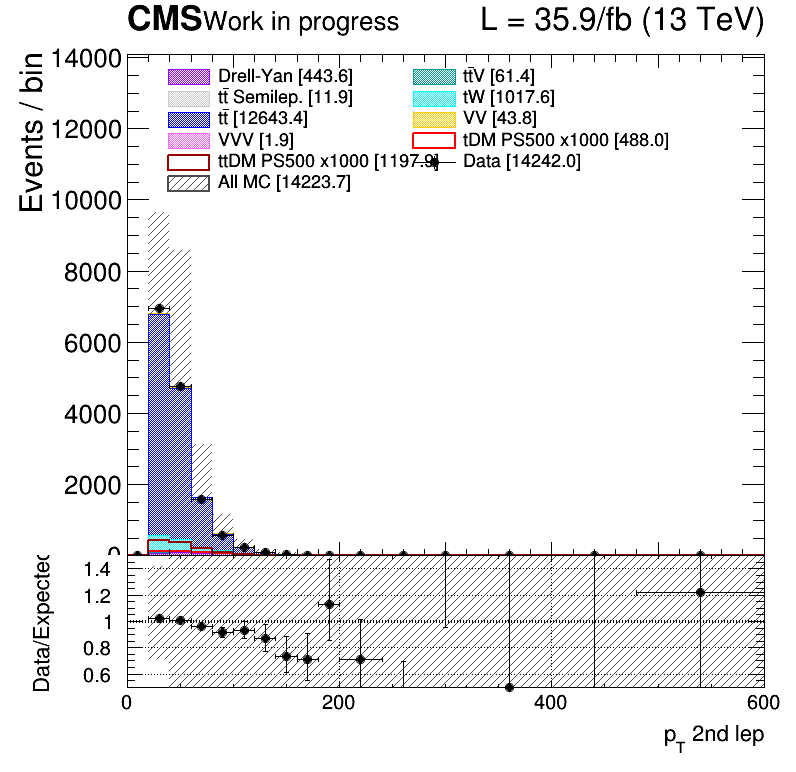 CMS Work in progress L = 35.9/fb (13 TeV)
Events / bin
14000
12000
10000
8000
6000
4000
2000
0
Drell-Yan [443.6]
tt̄ Semilep. [11.9]
tt̄ [12643.4]
VVV [1.9]
ttDM PS500 x1000 [1197.9]
All MC [14223.7]
tt̄V [61.4]
tW [1017.6]
VV [43.8]
tDM PS500 x1000 [488.0]
Data [14242.0]
Data/Expected
1.4
1.2
1
0.8
0.6
0 200 400 600
p_T 2nd lep